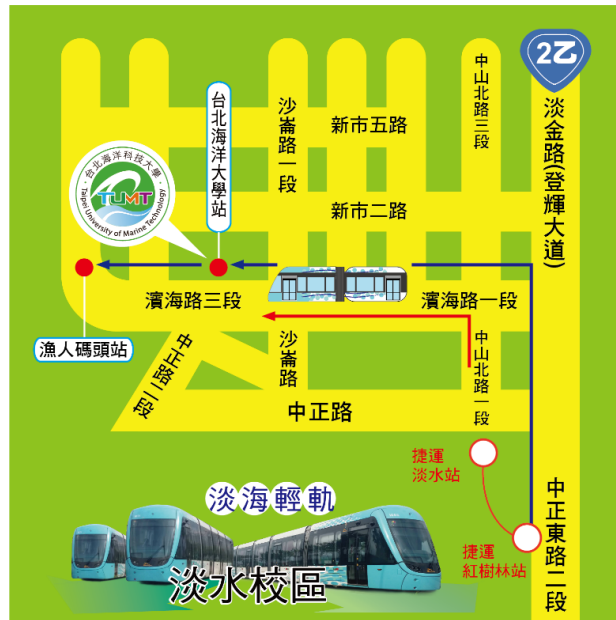 2乙
淡金路(登輝大道)
中山北路三段
沙崙路一段
新市五路
台北海洋大學站
台北海洋科技大學
TUMT
Taipei University of Marine Technology
新市二路
濱海路三段
濱海路一段
漁人碼頭站
中正路二段
沙崙路
中山北路一段
中正路
捷運
淡水站
捷運
紅樹林站
中正東路二段
淡海輕軌
淡水校區